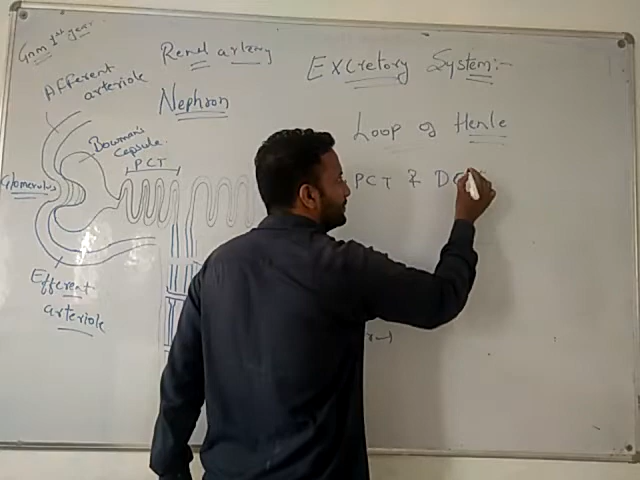 Gnm 1st year
Renal artery
Excretory System:-
Afferent
arteriole
Nephron
Bowman's
capsule
PCT
Glomerulus
Loop of Henle
PCT & DC
Efferent
arteriole